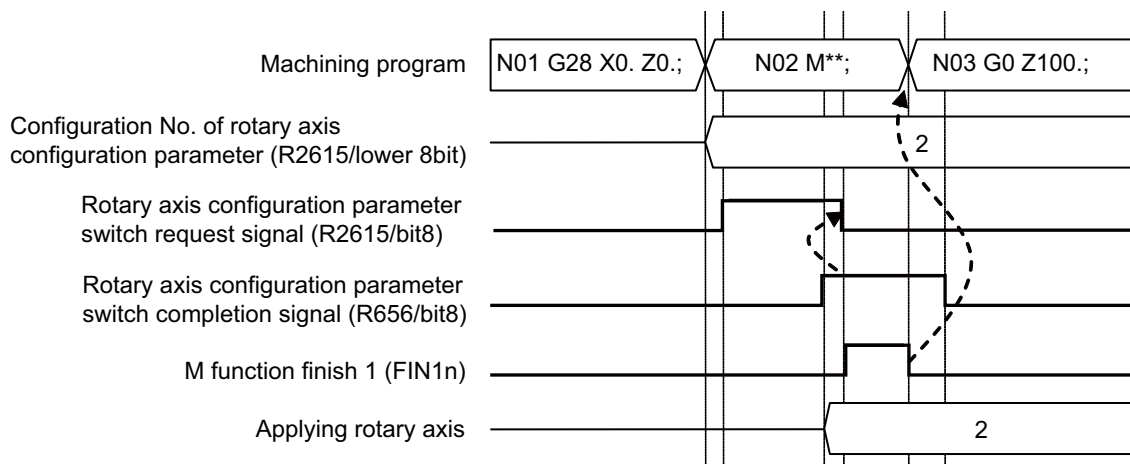 Machining program
N01 G28 X0. Z0.;
N02 M**;
N03 G0 Z100.;
Configuration No. of rotary axis
configuration parameter (R2615/lower 8bit)
2
Rotary axis configuration parameter
switch request signal (R2615/bit8)
Rotary axis configuration parameter
switch completion signal (R656/bit8)
M function finish 1 (FIN1n)
Applying rotary axis
2